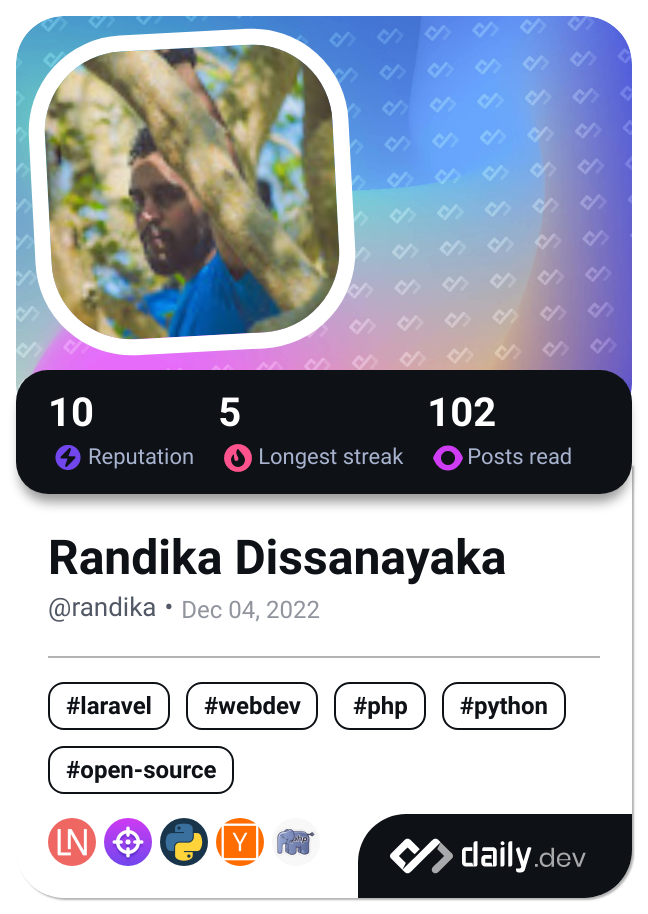 10 5 102
Reputation Longest streak Posts read
Randika Dissanayaka
@randika • Dec 04, 2022
#laravel #webdev #php #python
#open-source
LN Y php
daily.dev